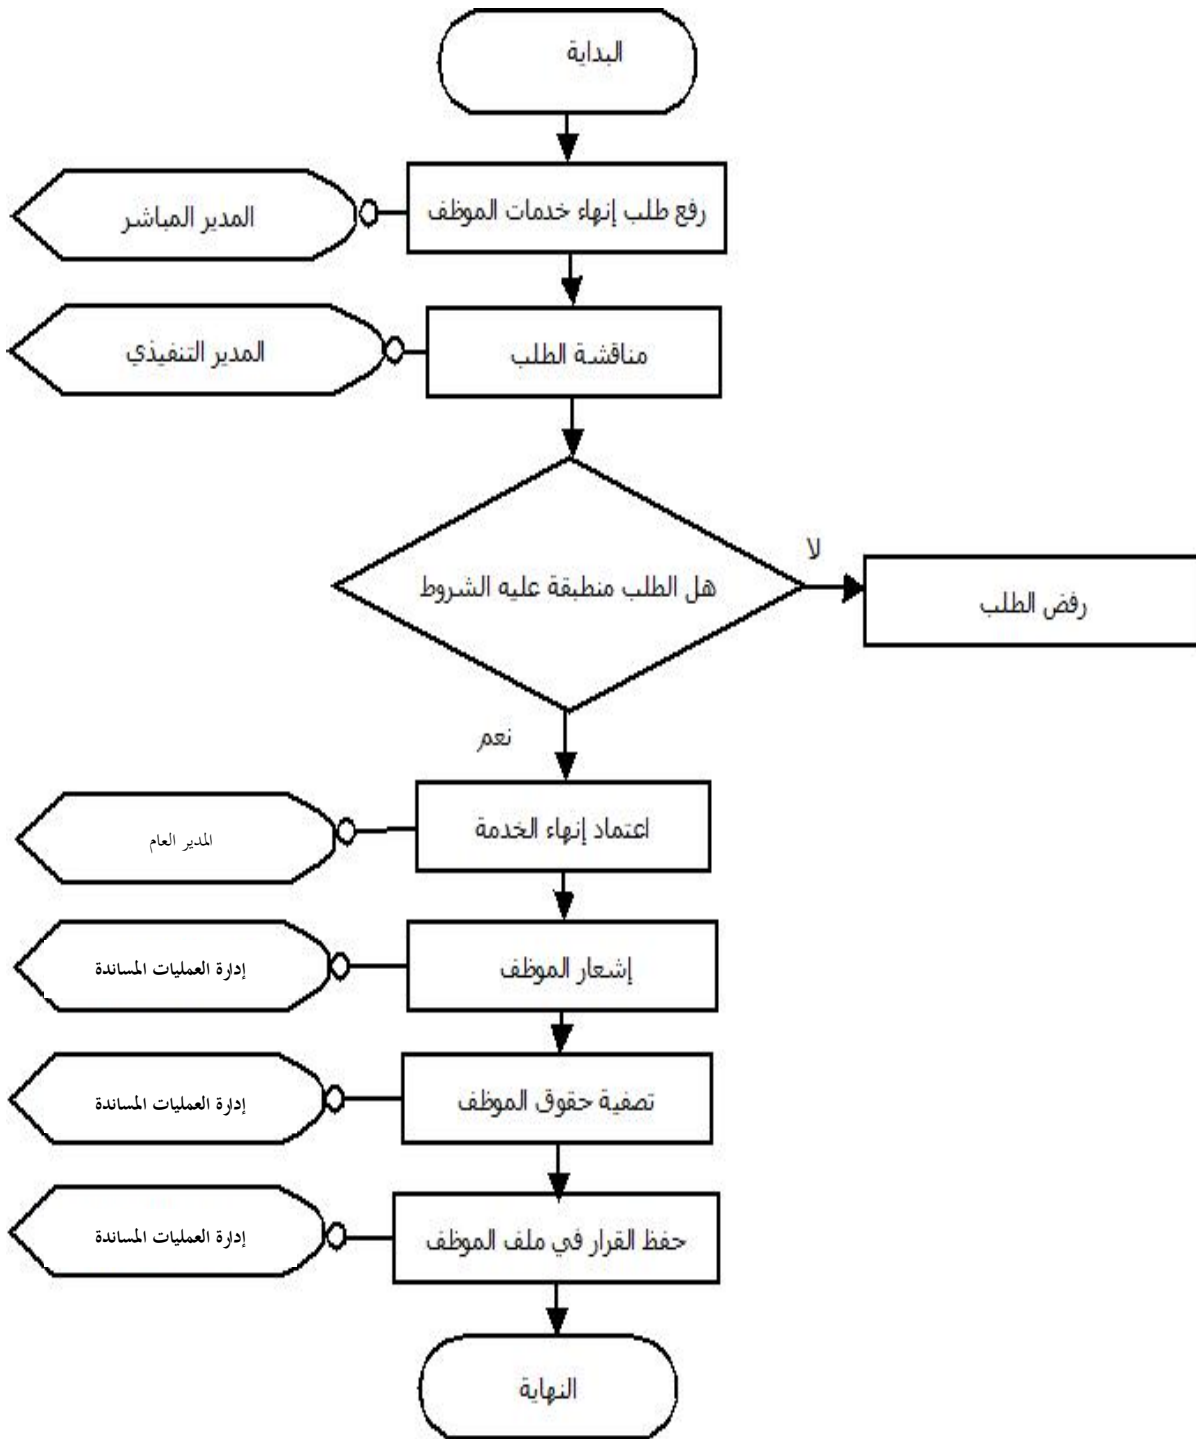 البداية
رفع طلب إنهاء خدمات الموظف
المدير المباشر
مناقشة الطلب
المدير التنفيذي
هل الطلب منطبقة عليه الشروط
لا
رفض الطلب
نعم
اعتماد إنهاء الخدمة
المدير العام
إشعار الموظف
إدارة العمليات المساندة
تصفية حقوق الموظف
إدارة العمليات المساندة
حفظ القرار في ملف الموظف
إدارة العمليات المساندة
النهاية